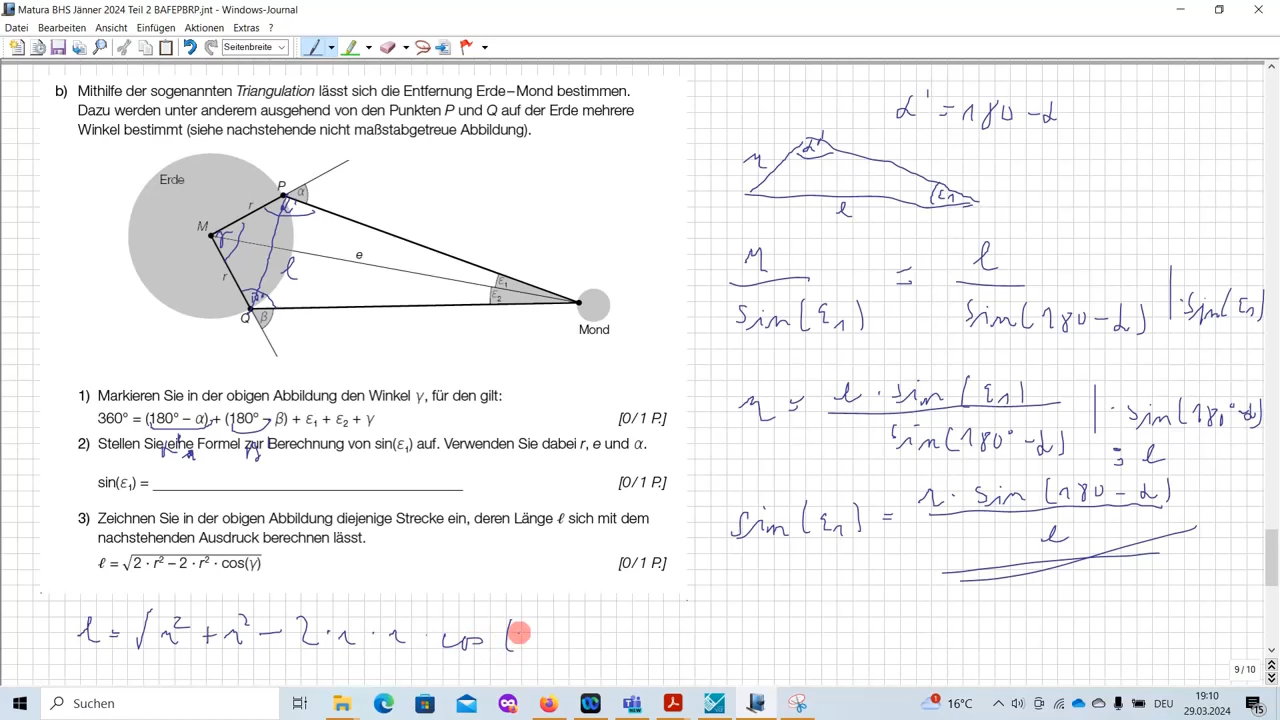 Matura BHS Jänner 2024 Teil 2 BAFEPBRP.jnt - Windows-Journal
Datei Bearbeiten Ansicht Einfügen Aktionen Extras ?
Seitenbreite
b) Mithilfe der sogenannten Triangulation lässt sich die Entfernung Erde–Mond bestimmen.
Dazu werden unter anderem ausgehend von den Punkten P und Q auf der Erde mehrere
Winkel bestimmt (siehe nachstehende nicht maßstabgetreue Abbildung).
Erde
P
α
α'
r
M
γ
e
ℓ
r
ε₁
ε₂
Q
β
Mond
1) Markieren Sie in der obigen Abbildung den Winkel γ, für den gilt:
360° = (180° – α) + (180° – β) + ε₁ + ε₂ + γ [0/1 P.]
2) Stellen Sie eine Formel zur Berechnung von sin(ε₁) auf. Verwenden Sie dabei r, e und α.
sin(ε₁) = [0/1 P.]
3) Zeichnen Sie in der obigen Abbildung diejenige Strecke ein, deren Länge ℓ sich mit dem
nachstehenden Ausdruck berechnen lässt.
ℓ = √2 · r² – 2 · r² · cos(γ) [0/1 P.]
l = √r² + r² – 2 · r · r · cos (
α' = 180 – α
r
α'
ε₁
e
r / sin(ε₁) = e / sin(180 – α) | · sin(ε₁)
r = e · sin(ε₁) / sin(180° – α) | · sin(180° – α)
: e
sin(ε₁) = r · sin(180 – α) / e
9 / 10
Suchen
16°C
DEU
19:10
29.03.2024
15